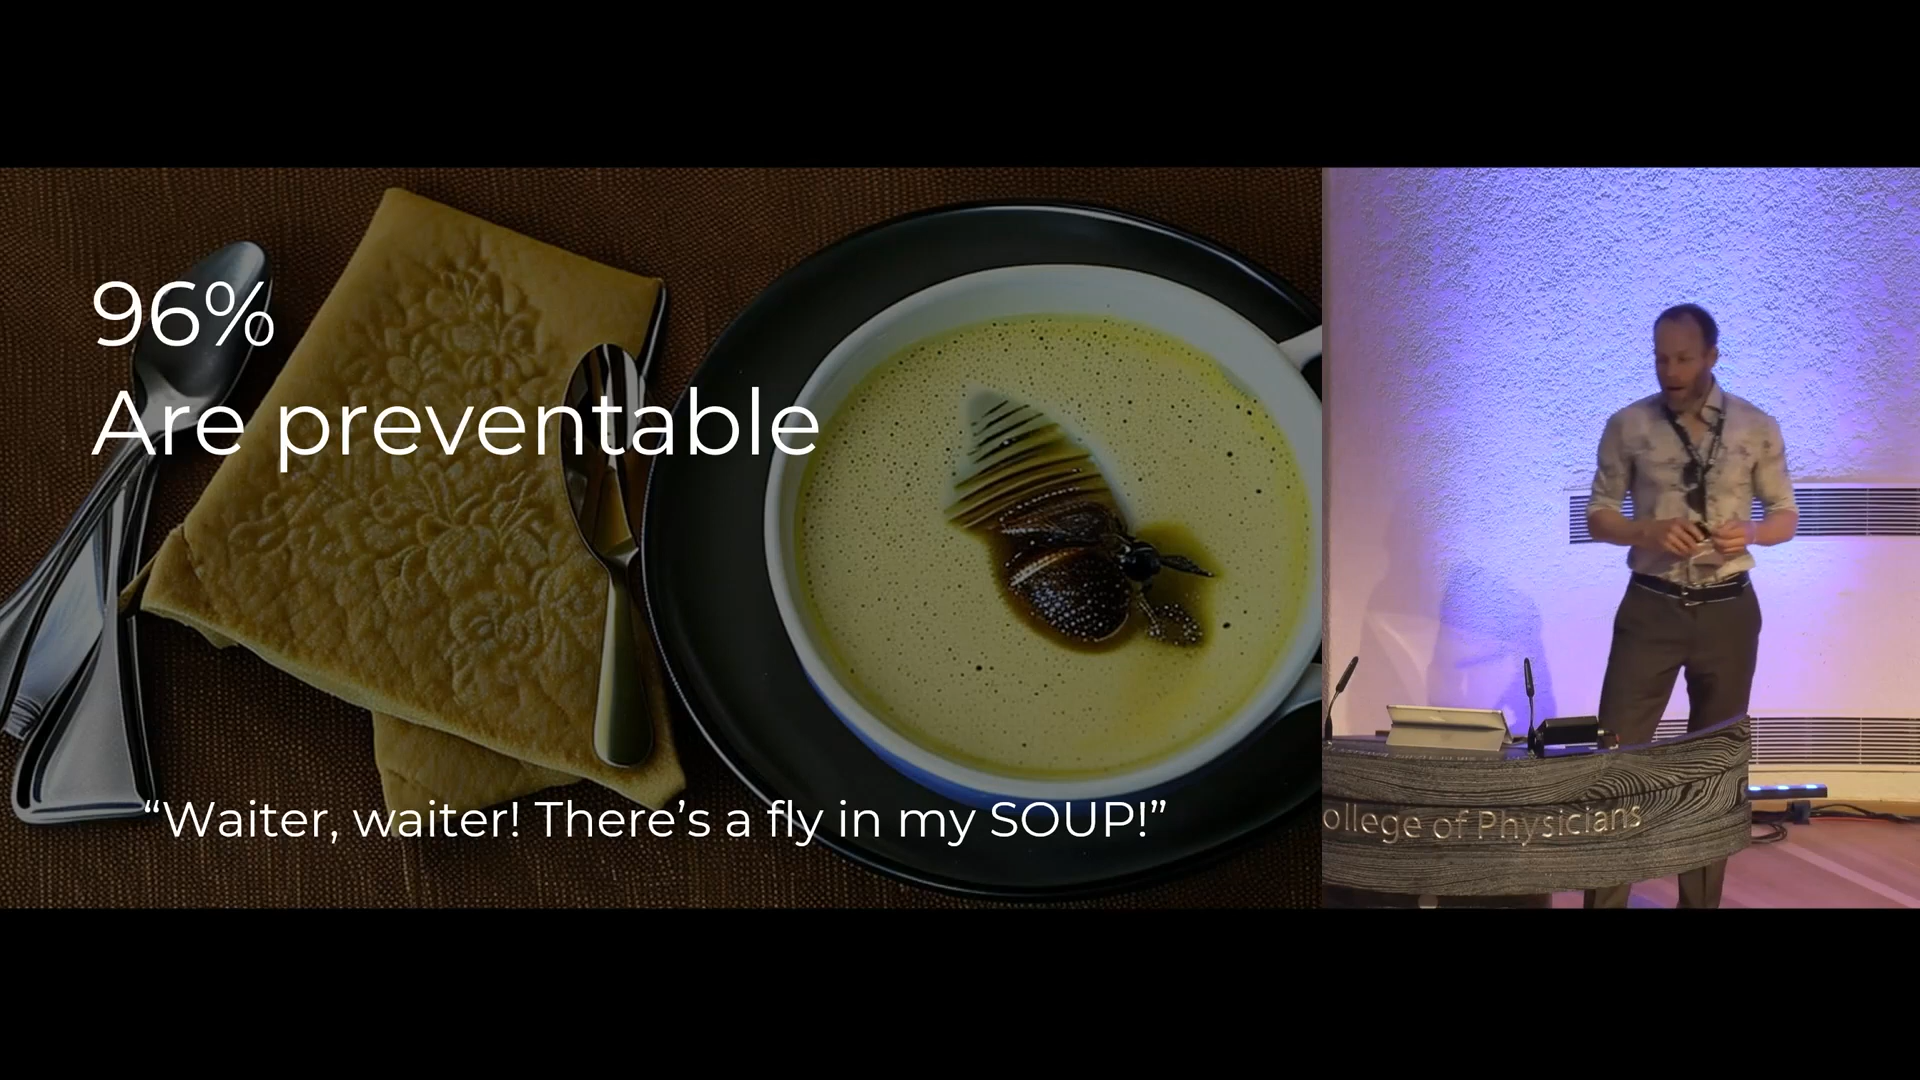 96%
Are preventable
“Waiter, waiter! There’s a fly in my SOUP!”
ollege of Physicians